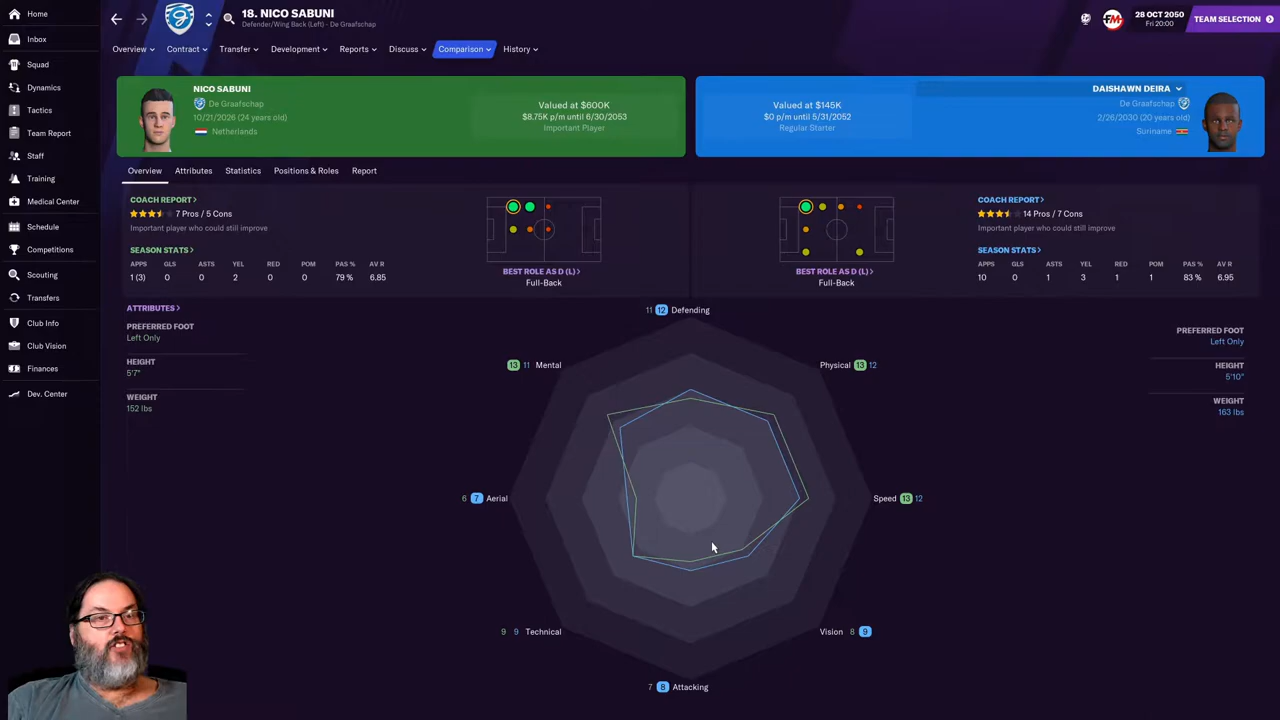 Home
Inbox
Squad
Dynamics
Tactics
Team Report
Staff
Training
Medical Center
Schedule
Competitions
Scouting
Transfers
Club Info
Club Vision
Finances
Dev. Center
18. NICO SABUNI
Defender/Wing Back (Left) - De Graafschap
28 OCT 2050
Fri 20:00
TEAM SELECTION
FM
Overview
Contract
Transfer
Development
Reports
Discuss
Comparison
History
NICO SABUNI
De Graafschap
10/21/2026 (24 years old)
Netherlands
Valued at $600K
$8.75K p/m until 6/30/2053
Important Player
Valued at $145K
$0 p/m until 5/31/2052
Regular Starter
DAISHAWN DEIRA
De Graafschap
2/26/2030 (20 years old)
Suriname
Overview
Attributes
Statistics
Positions & Roles
Report
COACH REPORT
7 Pros / 5 Cons
Important player who could still improve
SEASON STATS
APPS GLS ASTS YEL RED POM PAS % AV R
1 (3) 0 0 2 0 0 79 % 6.85
BEST ROLE AS D (L)
Full-Back
BEST ROLE AS D (L)
Full-Back
COACH REPORT
14 Pros / 7 Cons
Important player who could still improve
SEASON STATS
APPS GLS ASTS YEL RED POM PAS % AV R
10 0 1 3 1 1 83 % 6.95
ATTRIBUTES
PREFERRED FOOT
Left Only
HEIGHT
5'7"
WEIGHT
152 lbs
11 12 Defending
13 11 Mental
Physical 13 12
6 7 Aerial
Speed 13 12
9 9 Technical
Vision 8 9
7 8 Attacking
PREFERRED FOOT
Left Only
HEIGHT
5'10"
WEIGHT
163 lbs